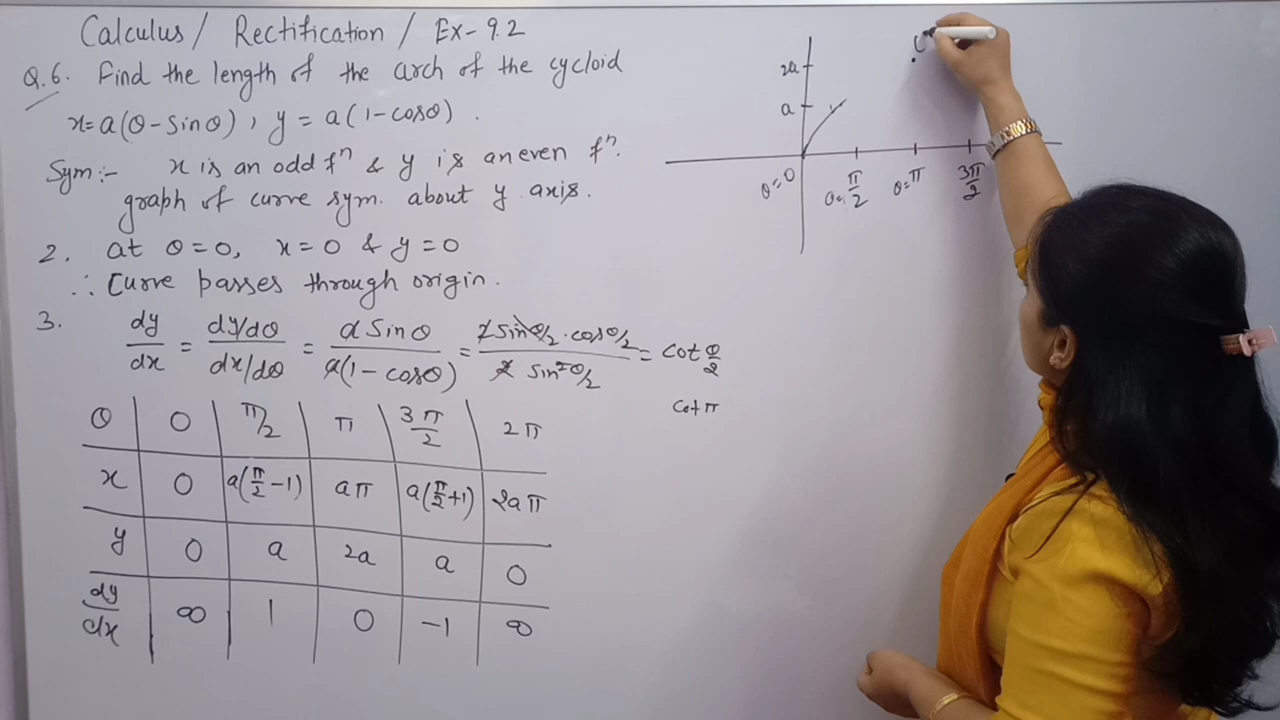 Calculus / Rectification / Ex-9.2
Q.6. Find the length of the arch of the cycloid
x=a(θ-Sinθ), y = a(1-cosθ).
Sym:- x is an odd fⁿ & y is an even fⁿ.
graph of curve sym. about y axis.
2. at θ=0, x=0 & y=0
∴ Curve passes through origin.
3. dy/dx = dy/dθ / dx/dθ = a Sinθ / a(1-cosθ) = 2 sin θ/2 · cos θ/2 / 2 sin² θ/2 = cot θ/2
cot π
θ 0 π/2 π 3π/2 2π
x 0 a(π/2-1) aπ a(π/2+1) 2aπ
y 0 a 2a a 0
dy/dx ∞ 1 0 -1 ∞
2a
a
θ=0 θ=π/2 θ=π 3π/2